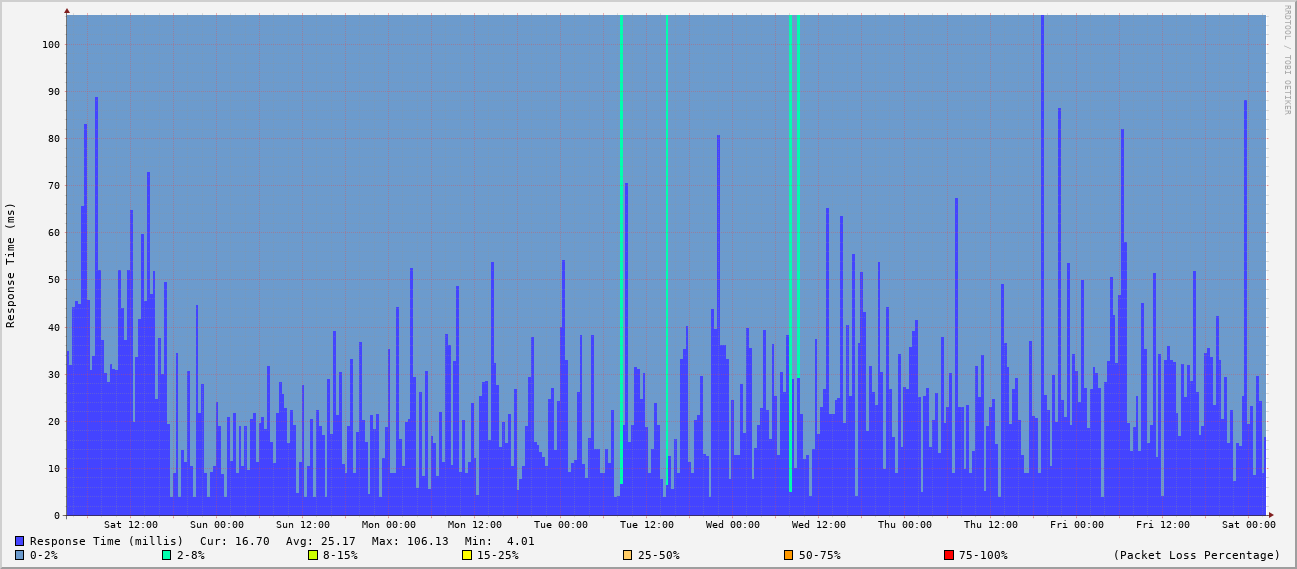 RRDTOOL / TOBI OETIKER
Response Time (ms)
100
90
80
70
60
50
40
30
20
10
0
Sat 12:00 Sun 00:00 Sun 12:00 Mon 00:00 Mon 12:00 Tue 00:00 Tue 12:00 Wed 00:00 Wed 12:00 Thu 00:00 Thu 12:00 Fri 00:00 Fri 12:00 Sat 00:00
Response Time (millis) Cur: 16.70 Avg: 25.17 Max: 106.13 Min: 4.01
0-2% 2-8% 8-15% 15-25% 25-50% 50-75% 75-100% (Packet Loss Percentage)